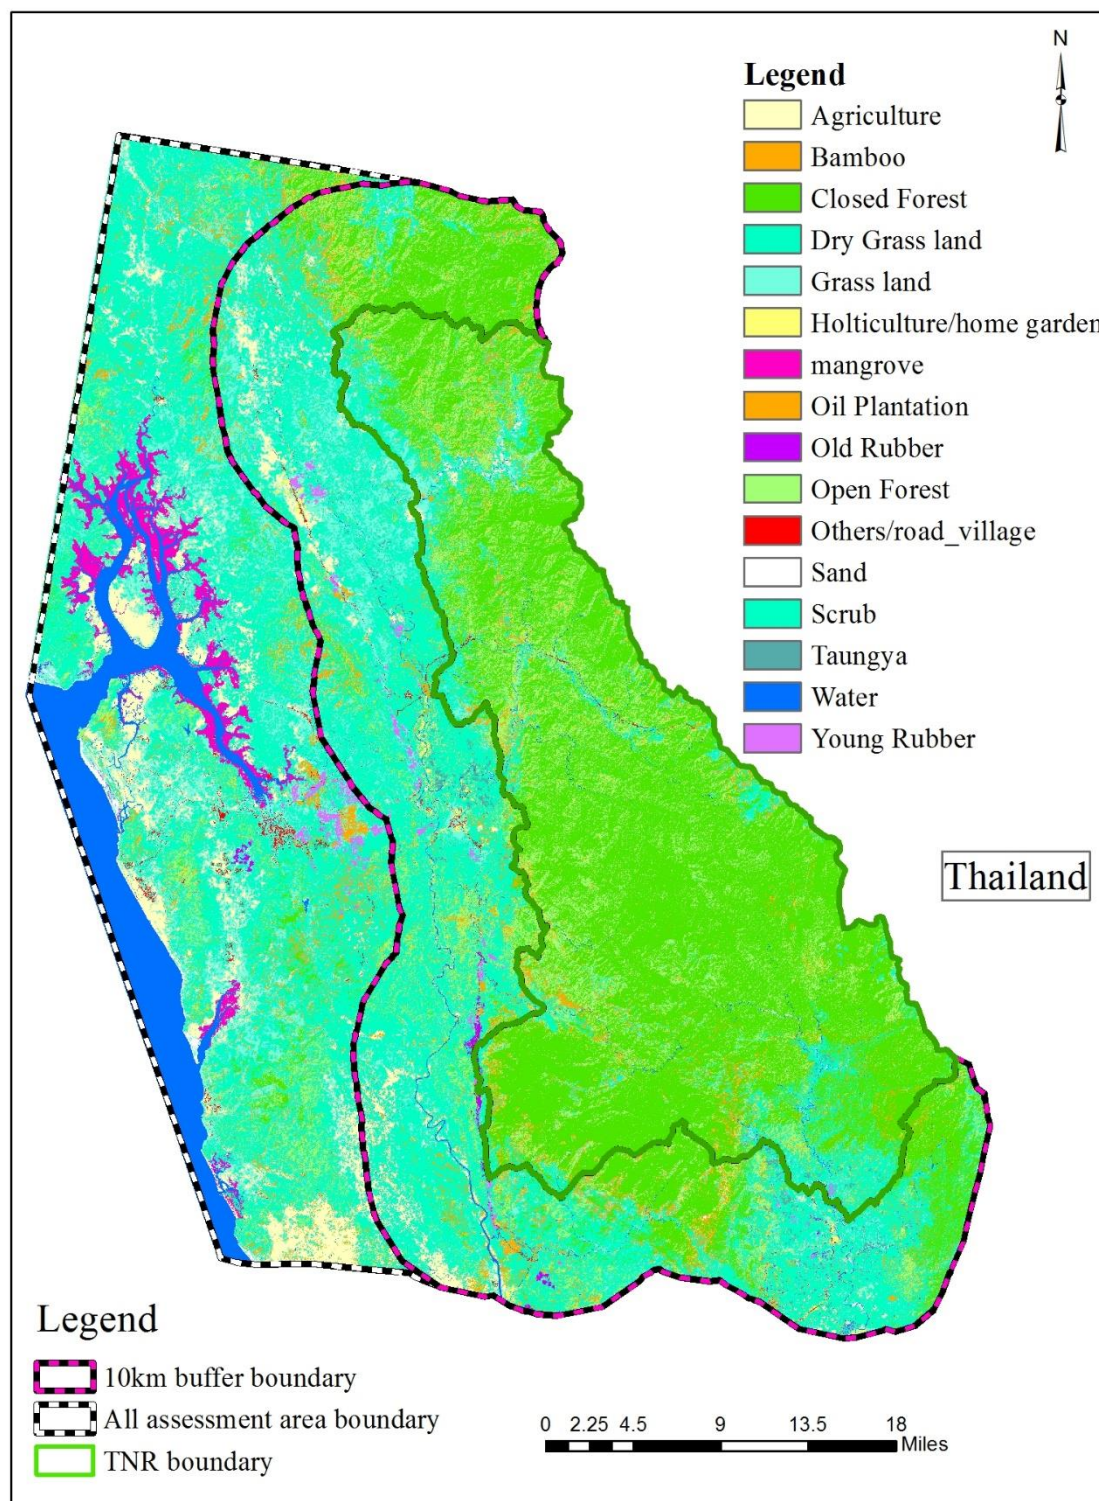 N
Legend
Agriculture
Bamboo
Closed Forest
Dry Grass land
Grass land
Holticulture/home garden
mangrove
Oil Plantation
Old Rubber
Open Forest
Others/road_village
Sand
Scrub
Taungya
Water
Young Rubber
Thailand
Legend
10km buffer boundary
All assessment area boundary
TNR boundary
0 2.25 4.5 9 13.5 18
Miles